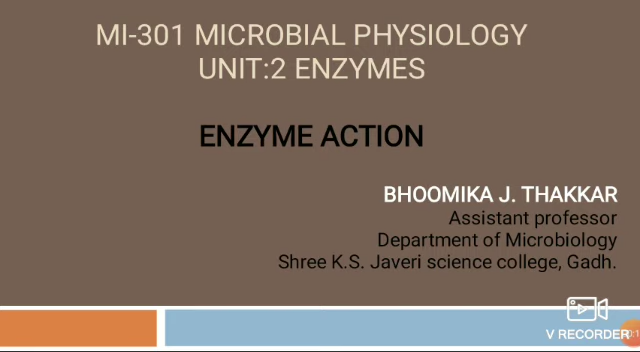 MI-301 MICROBIAL PHYSIOLOGY
UNIT:2 ENZYMES
ENZYME ACTION
BHOOMIKA J. THAKKAR
Assistant professor
Department of Microbiology
Shree K.S. Javeri science college, Gadh.
V RECORDER